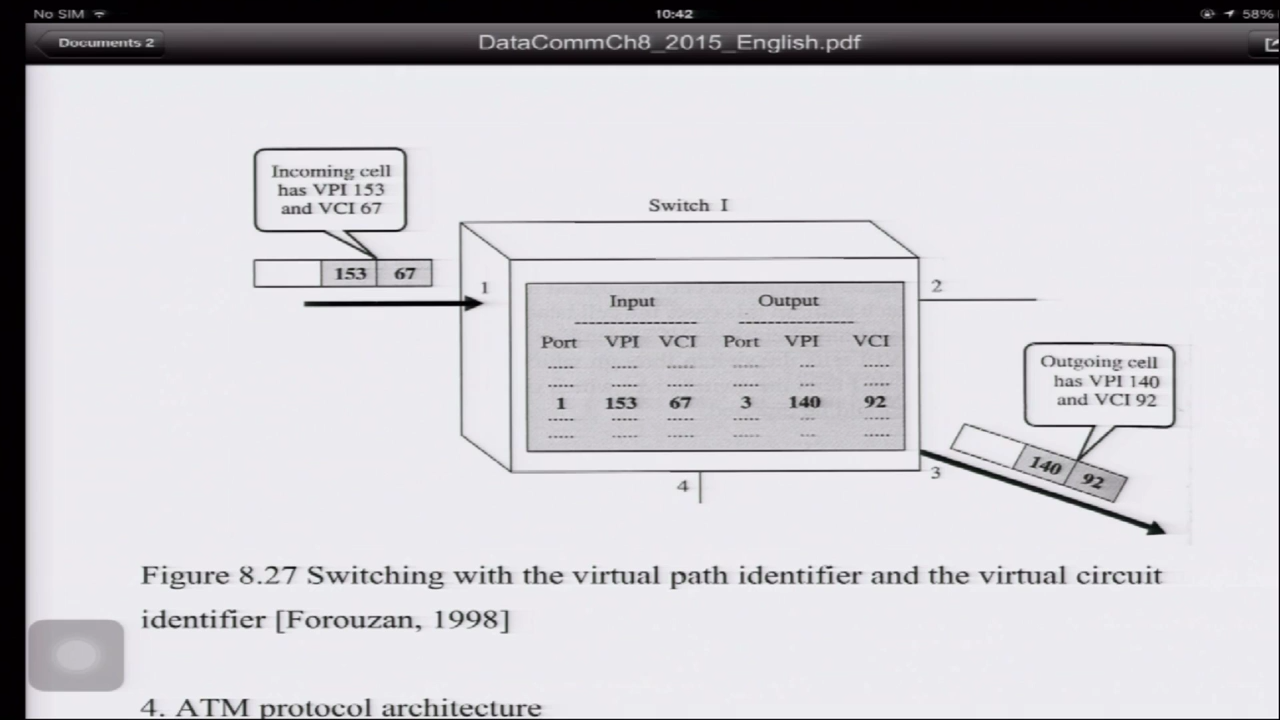 No SIM 10:42 58%
Documents 2 DataCommCh8_2015_English.pdf
Incoming cell
has VPI 153
and VCI 67
153 67
Switch I
1
2
Input Output
Port VPI VCI Port VPI VCI
1 153 67 3 140 92
Outgoing cell
has VPI 140
and VCI 92
140 92
3
4
Figure 8.27 Switching with the virtual path identifier and the virtual circuit
identifier [Forouzan, 1998]
4. ATM protocol architecture